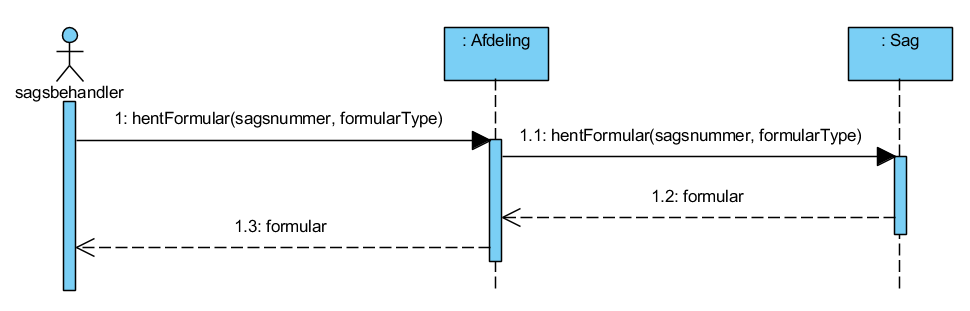 : Afdeling
: Sag
sagsbehandler
1: hentFormular(sagsnummer, formularType)
1.1: hentFormular(sagsnummer, formularType)
1.2: formular
1.3: formular